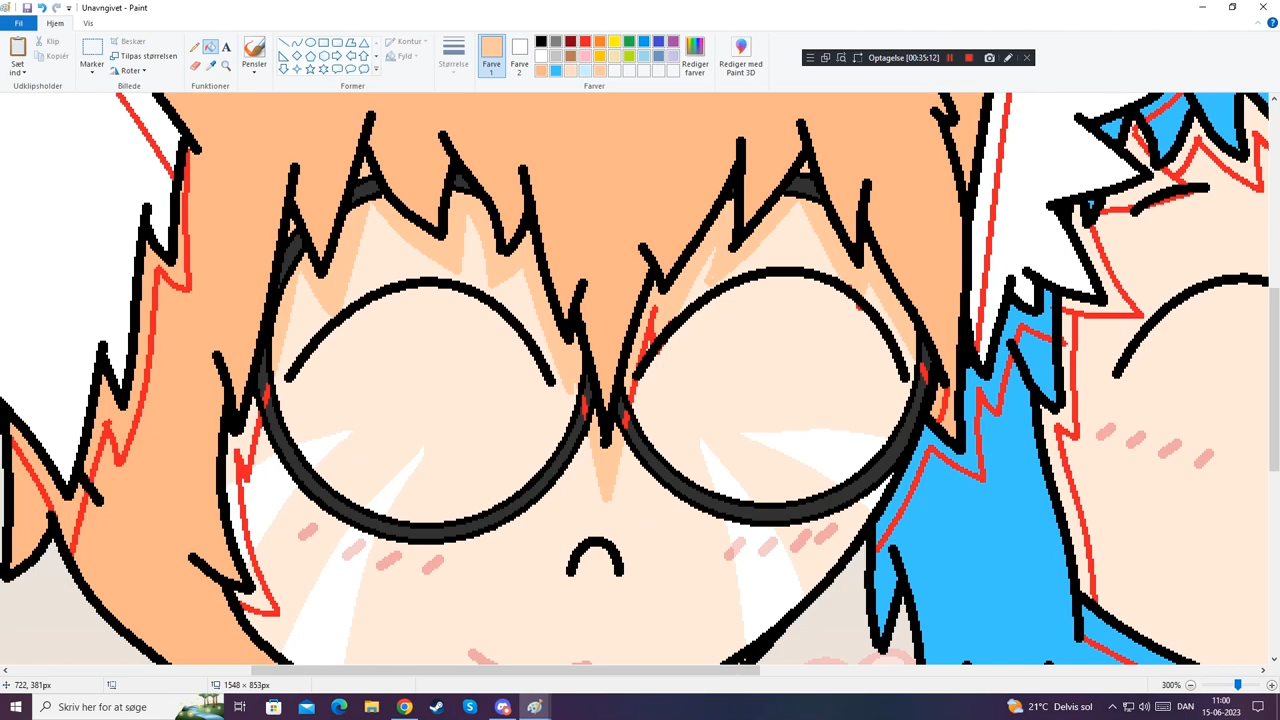 Unavngivet - Paint
Fil
Hjem
Vis
Sæt ind
Klip
Kopiér
Udklipsholder
Marker
Beskær
Tilpas størrelsen
Roter
Billede
A
Funktioner
Pensler
Kontur
Fyld
Former
Størrelse
Farve 1
Farve 2
Rediger farver
Farver
Rediger med Paint 3D
Optagelse [00:35:12]
722, 381px
1548 × 853px
300%
Skriv her for at søge
21°C Delvis sol
DAN
11:00
15-06-2023